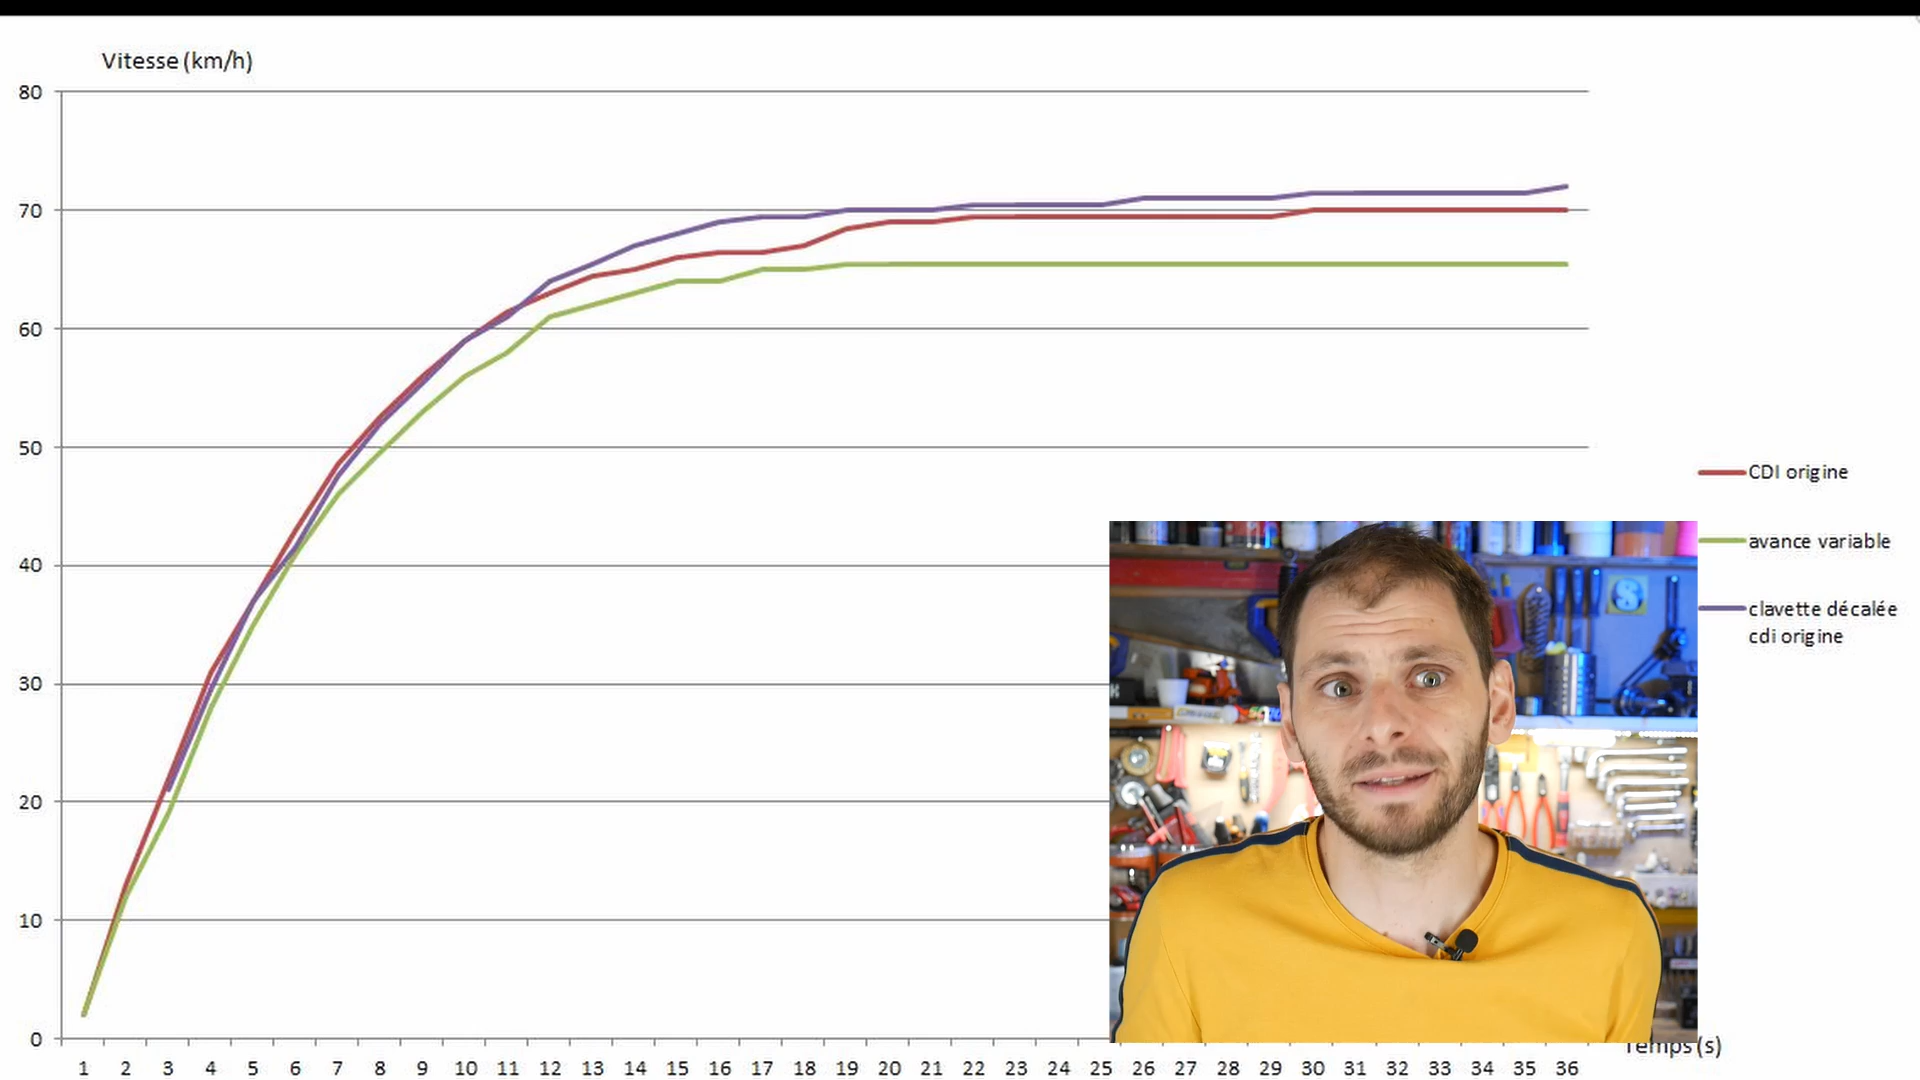 Vitesse (km/h)
80
70
60
50
40
30
20
10
0
1 2 3 4 5 6 7 8 9 10 11 12 13 14 15 16 17 18 19 20 21 22 23 24 25 26 27 28 29 30 31 32 33 34 35 36
Temps (s)
CDI origine
avance variable
clavette décalée
cdi origine